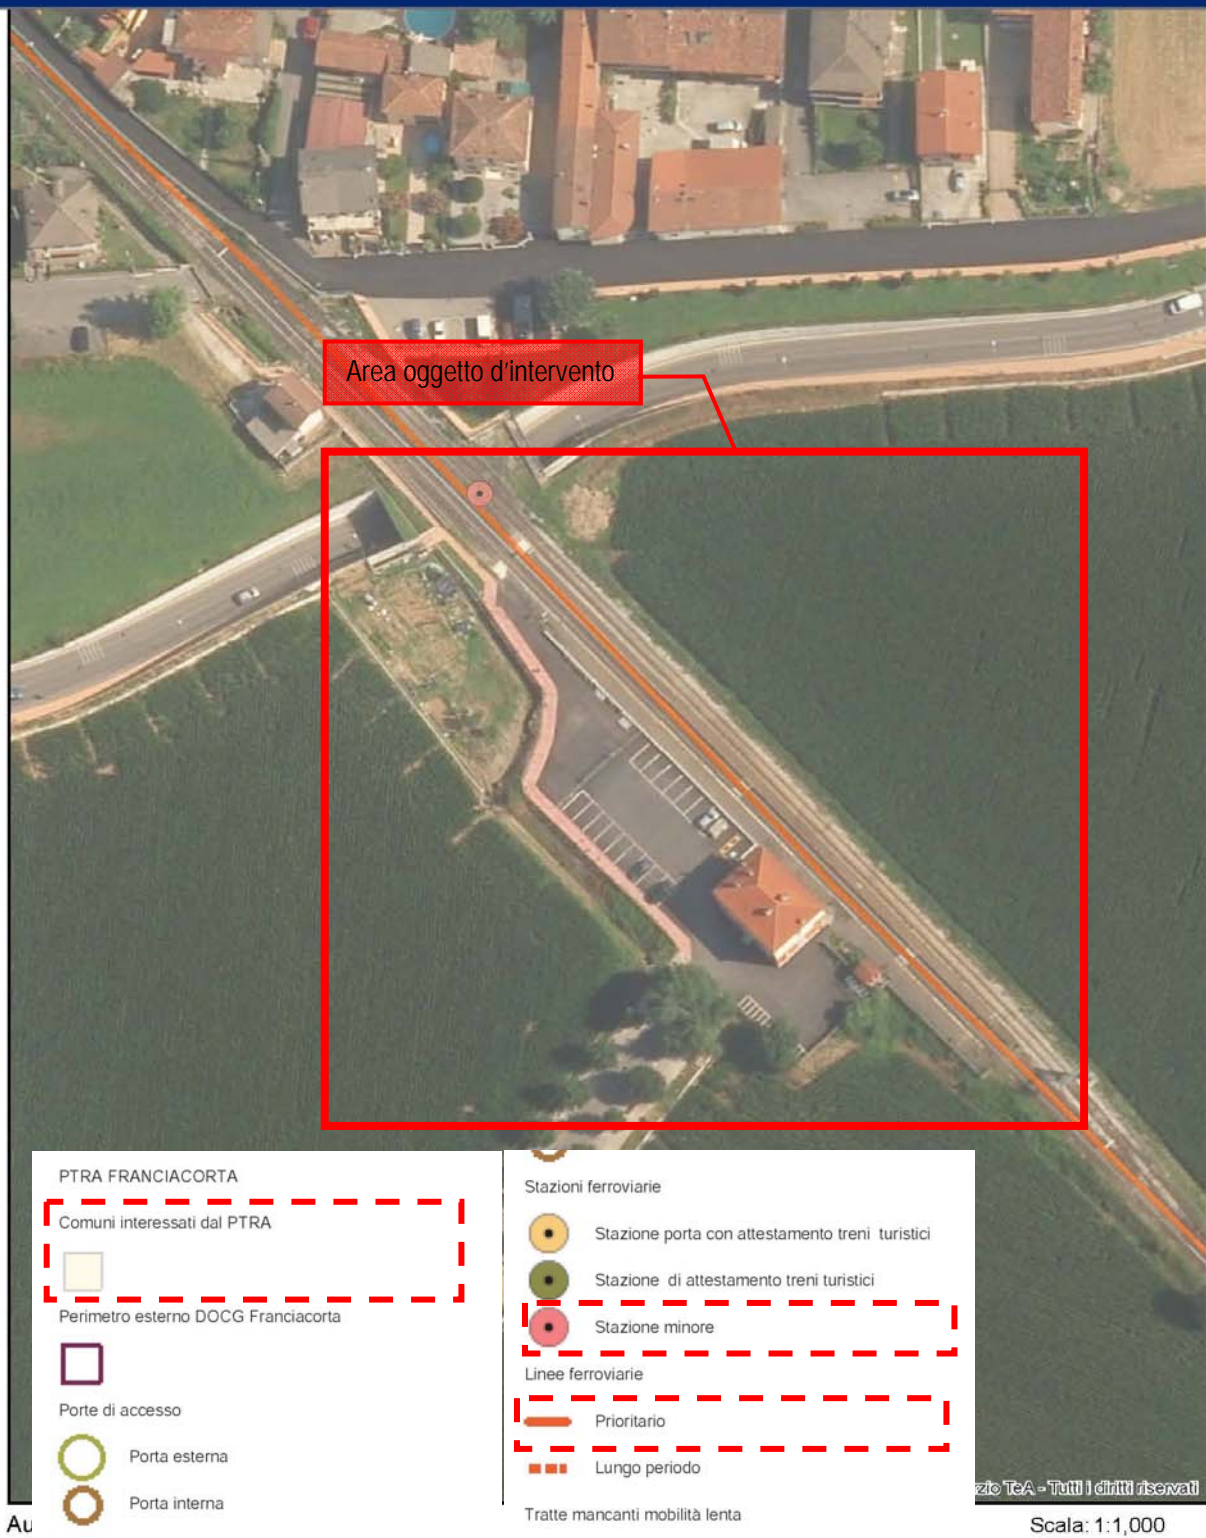 Area oggetto d'intervento
PTRA FRANCIACORTA
Comuni interessati dal PTRA
Perimetro esterno DOCG Franciacorta
Porte di accesso
Porta esterna
Porta interna
Stazioni ferroviarie
Stazione porta con attestamento treni turistici
Stazione di attestamento treni turistici
Stazione minore
Linee ferroviarie
Prioritario
Lungo periodo
Tratte mancanti mobilità lenta
TeA - Tutti i diritti riservati
Scala: 1:1,000